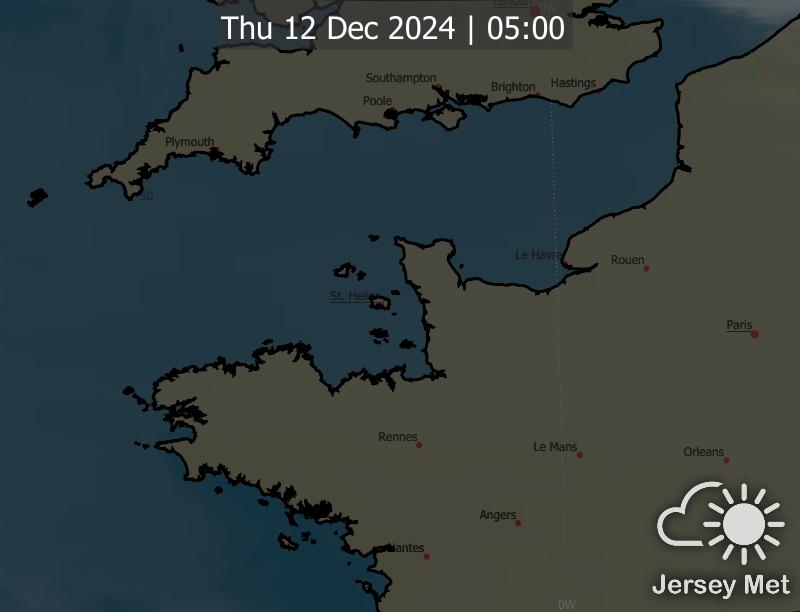 London
0W
Thu 12 Dec 2024 | 05:00
Southampton
Brighton
Hastings
Poole
Plymouth
50
Le Havre
Rouen
St. Helier
Paris
Rennes
Le Mans
Orleans
Angers
Nantes
0W
Jersey Met